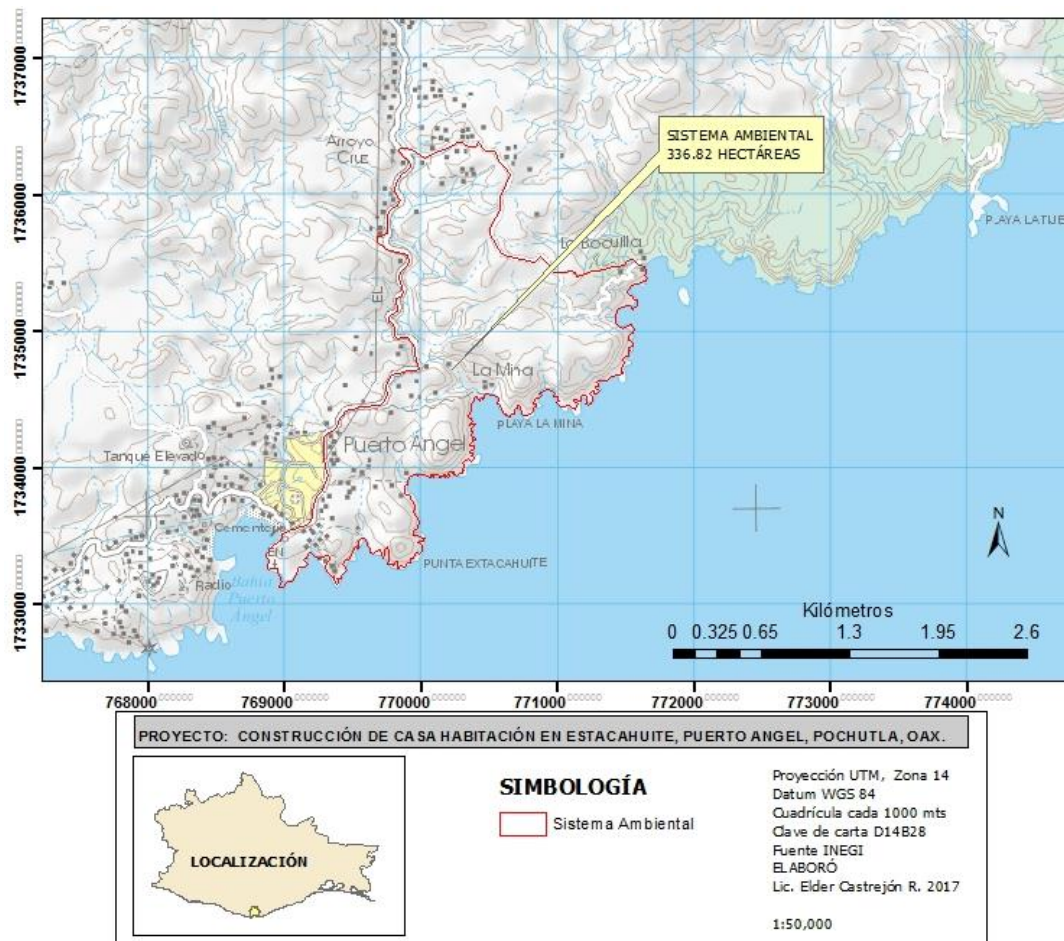 1737000
1736000
1735000
1734000
1733000
Arroyo
Cruz
SISTEMA AMBIENTAL
336.82 HECTÁREAS
La Bocuilla
EL
La Mina
PLAYA LA MINA
Puerto Angel
Tanque Elevado
Cementerio
EN
PUNTA EXTACAHUITE
Radio
Bahia
Puerto
Angel
N
Kilómetros
0 0.325 0.65 1.3 1.95 2.6
768000 769000 770000 771000 772000 773000 774000
PROYECTO: CONSTRUCCIÓN DE CASA HABITACIÓN EN ESTACAHUITE, PUERTO ANGEL, POCHUTLA, OAX.
LOCALIZACIÓN
SIMBOLOGÍA
Sistema Ambiental
Proyección UTM, Zona 14
Datum WGS 84
Cuadrícula cada 1000 mts
Clave de carta D14B28
Fuente INEGI
ELABORÓ
Lic. Elder Castrejón R. 2017
1:50,000